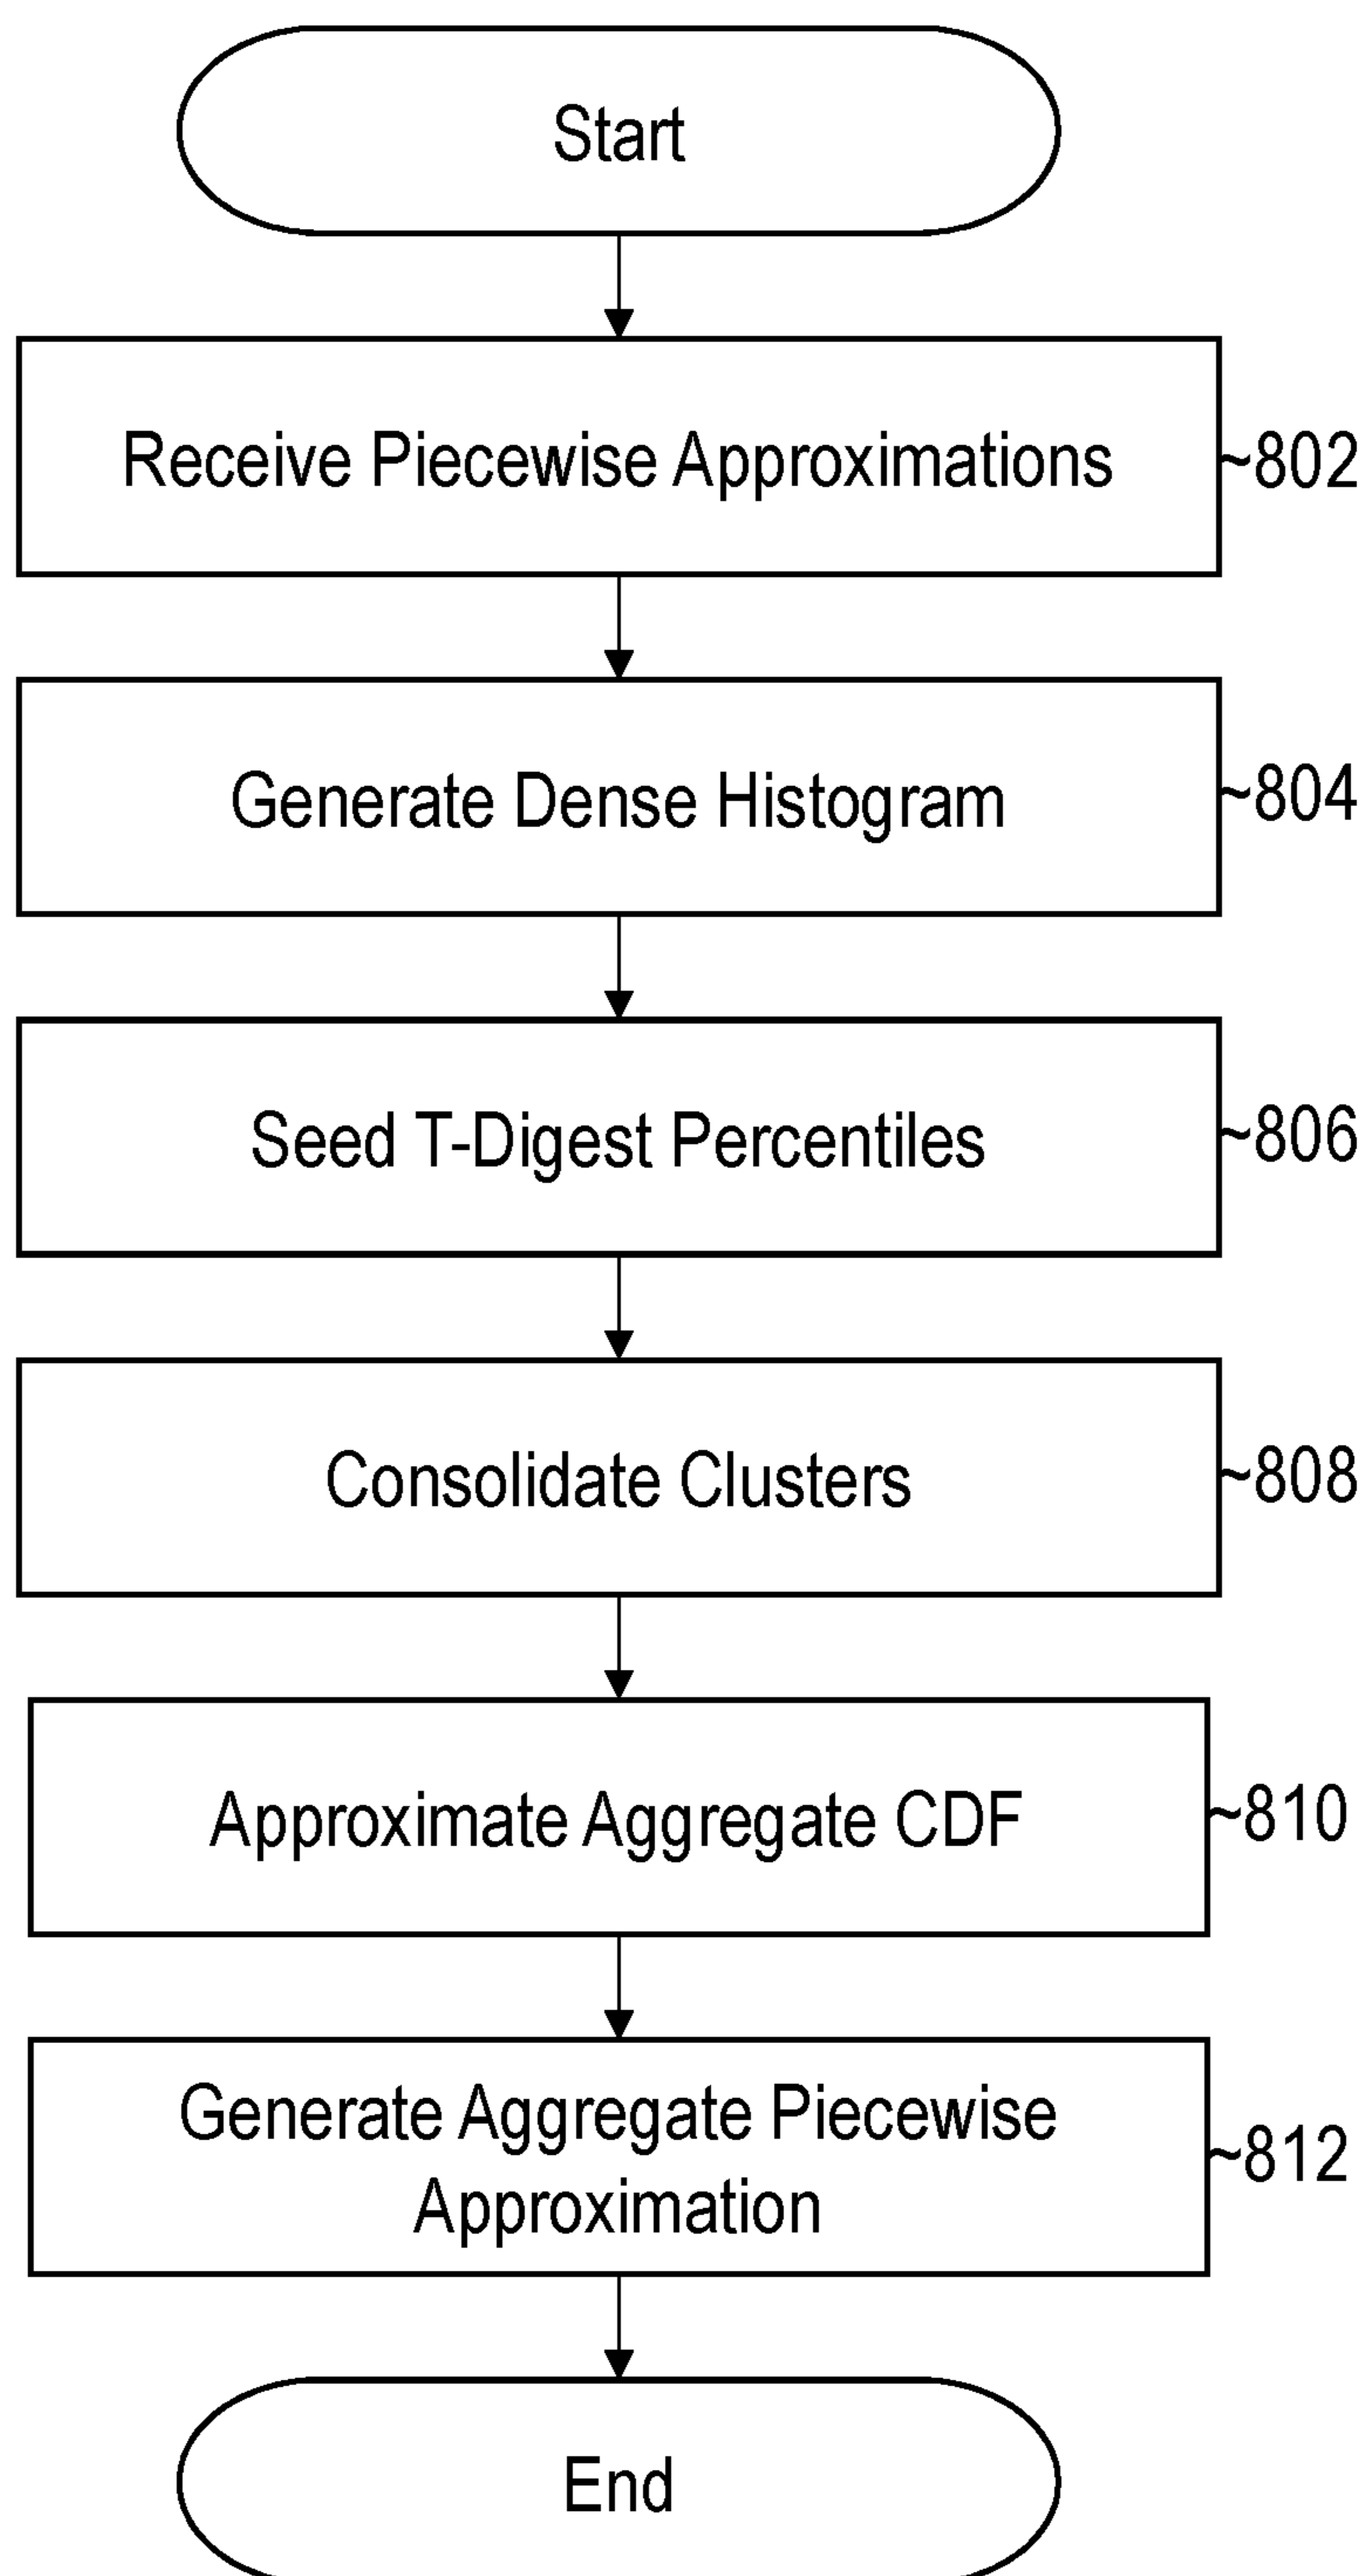 Start
Receive Piecewise Approximations ~802
Generate Dense Histogram ~804
Seed T-Digest Percentiles ~806
Consolidate Clusters ~808
Approximate Aggregate CDF ~810
Generate Aggregate Piecewise
Approximation ~812
End